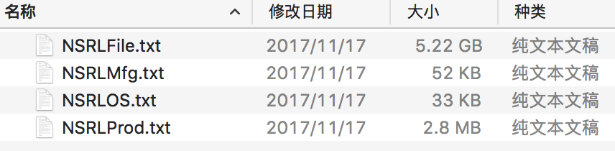 名称 修改日期 大小 种类
NSRLFile.txt 2017/11/17 5.22 GB 纯文本文稿
NSRLMfg.txt 2017/11/17 52 KB 纯文本文稿
NSRLOS.txt 2017/11/17 33 KB 纯文本文稿
NSRLProd.txt 2017/11/17 2.8 MB 纯文本文稿